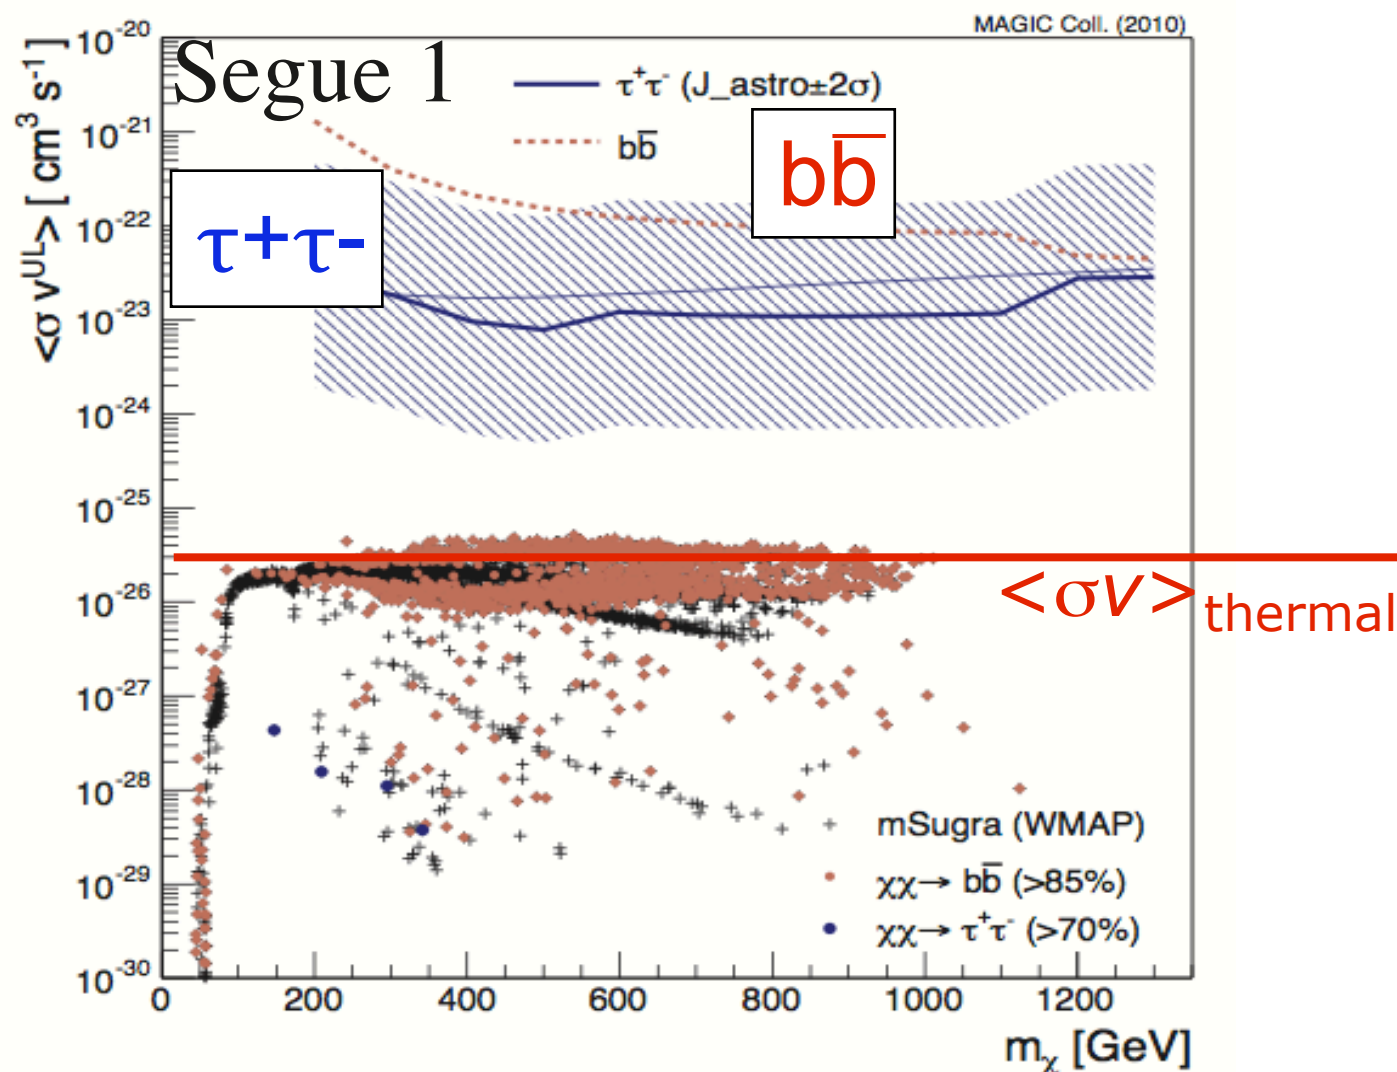 MAGIC Coll. (2010)
Segue 1
τ⁺τ⁻ (J_astro±2σ)
bb̅
bb̅
τ+τ-
<σ v^UL> [ cm³ s⁻¹ ]
10⁻²⁰
10⁻²¹
10⁻²²
10⁻²³
10⁻²⁴
10⁻²⁵
10⁻²⁶
10⁻²⁷
10⁻²⁸
10⁻²⁹
10⁻³⁰
<σv>thermal
mSugra (WMAP)
χχ→ bb̅ (>85%)
χχ→ τ⁺τ⁻ (>70%)
0 200 400 600 800 1000 1200
mχ [GeV]